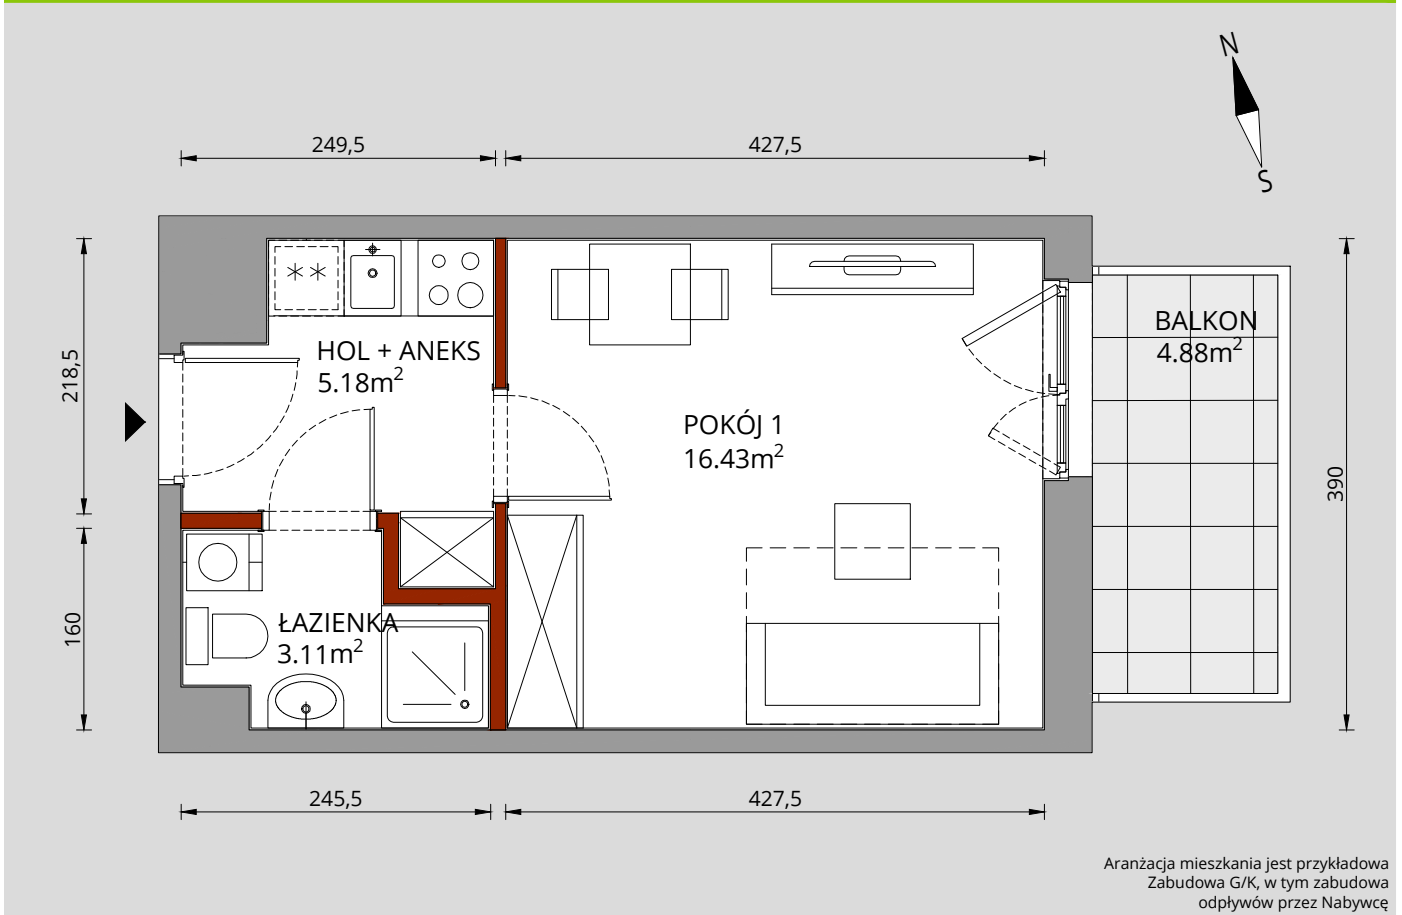 N
S
249,5
427,5
218,5
HOL + ANEKS
5.18m²
BALKON
4.88m²
POKÓJ 1
16.43m²
390
160
ŁAZIENKA
3.11m²
245,5
427,5
Aranżacja mieszkania jest przykładowa
Zabudowa G/K, w tym zabudowa
odpływów przez Nabywcę